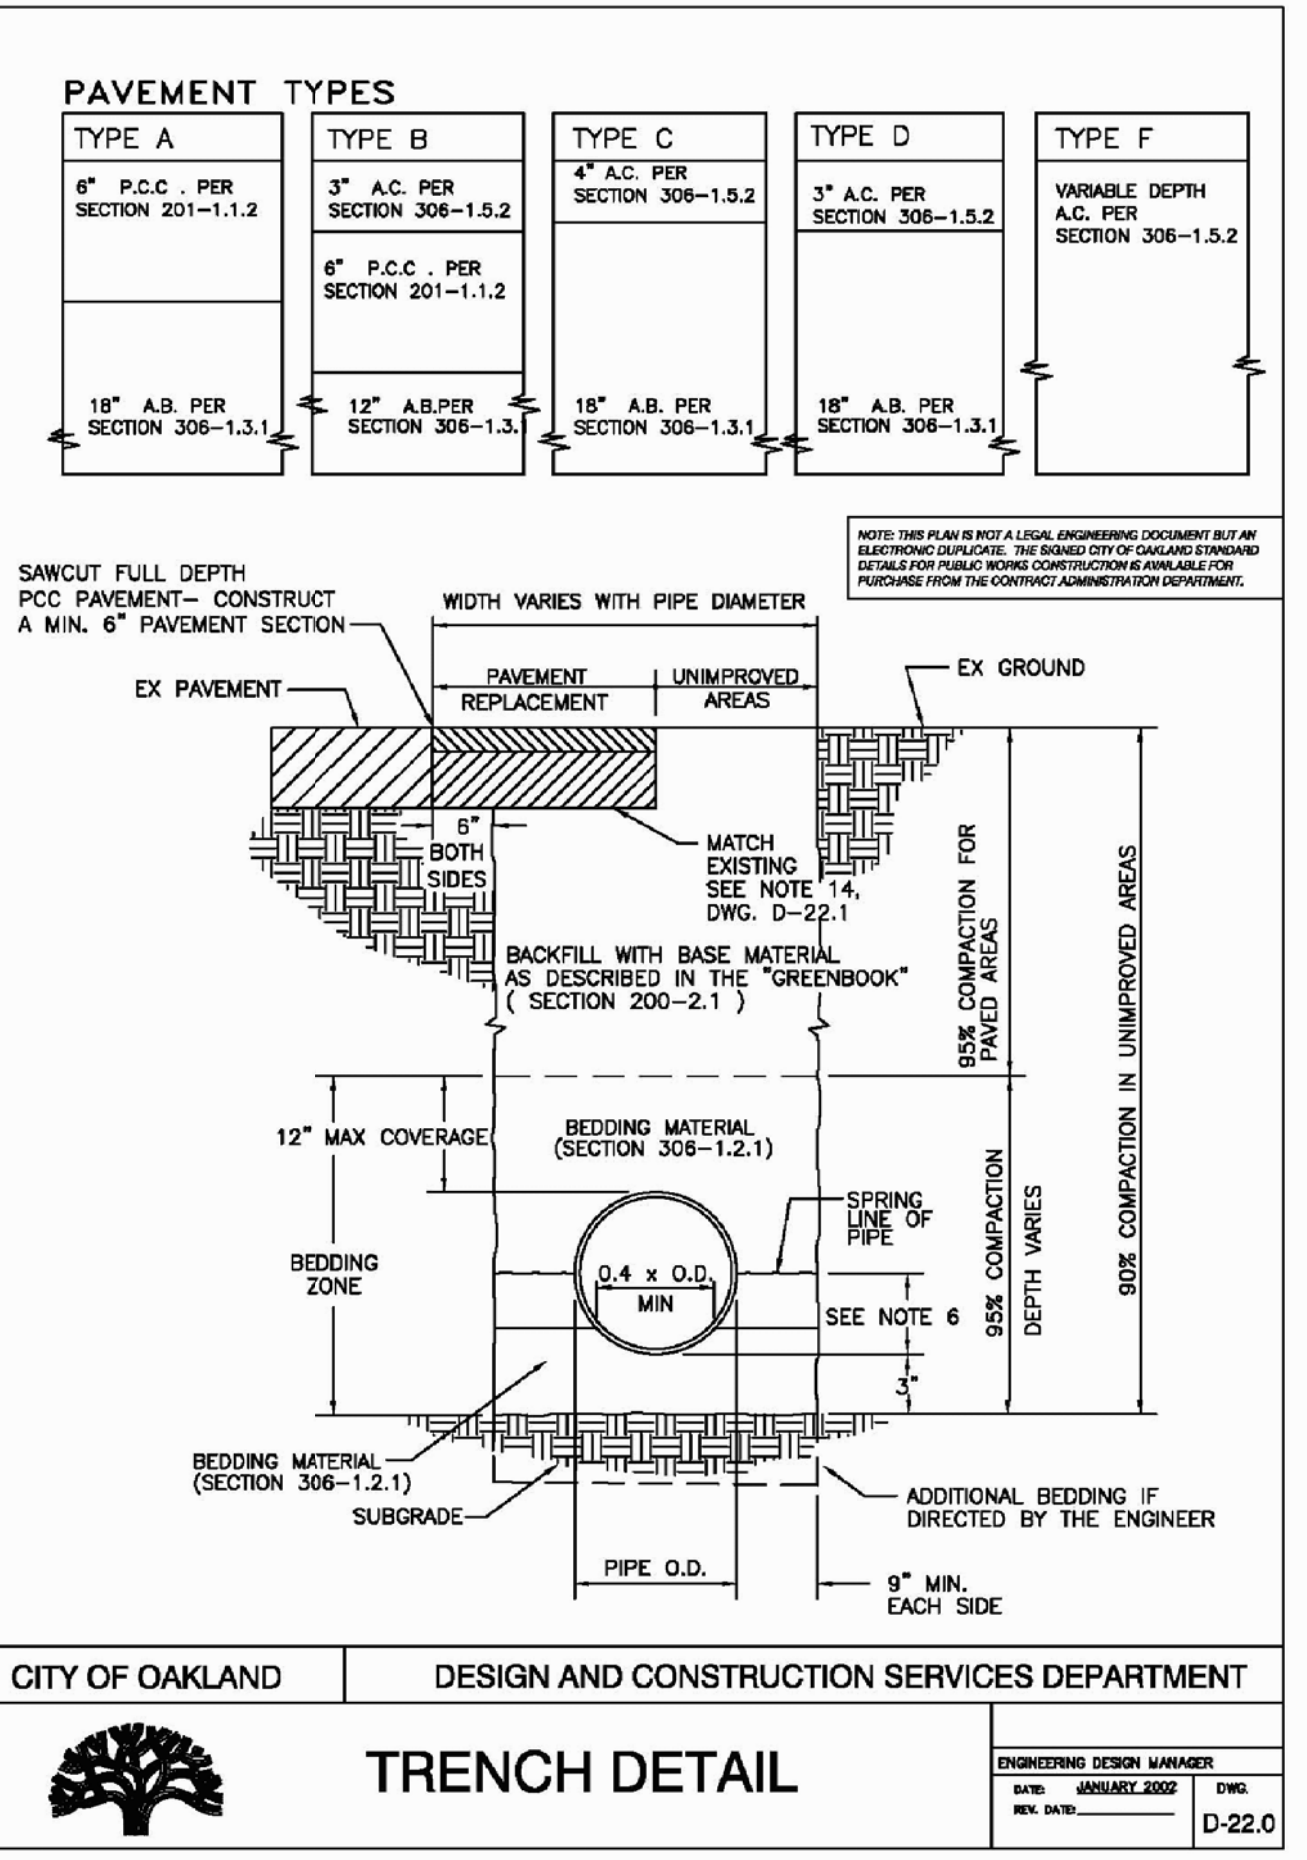 PAVEMENT TYPES
TYPE A
6" P.C.C . PER
SECTION 201-1.1.2
18" A.B. PER
SECTION 306-1.3.1
TYPE B
3" A.C. PER
SECTION 306-1.5.2
6" P.C.C . PER
SECTION 201-1.1.2
12" A.B.PER
SECTION 306-1.3.1
TYPE C
4" A.C. PER
SECTION 306-1.5.2
18" A.B. PER
SECTION 306-1.3.1
TYPE D
3" A.C. PER
SECTION 306-1.5.2
18" A.B. PER
SECTION 306-1.3.1
TYPE F
VARIABLE DEPTH
A.C. PER
SECTION 306-1.5.2
NOTE: THIS PLAN IS NOT A LEGAL ENGINEERING DOCUMENT BUT AN
ELECTRONIC DUPLICATE. THE SIGNED CITY OF OAKLAND STANDARD
DETAILS FOR PUBLIC WORKS CONSTRUCTION IS AVAILABLE FOR
PURCHASE FROM THE CONTRACT ADMINISTRATION DEPARTMENT.
SAWCUT FULL DEPTH
PCC PAVEMENT- CONSTRUCT
A MIN. 6" PAVEMENT SECTION
WIDTH VARIES WITH PIPE DIAMETER
EX PAVEMENT
PAVEMENT
REPLACEMENT
UNIMPROVED
AREAS
EX GROUND
6"
BOTH
SIDES
MATCH
EXISTING
SEE NOTE 14,
DWG. D-22.1
BACKFILL WITH BASE MATERIAL
AS DESCRIBED IN THE "GREENBOOK"
( SECTION 200-2.1 )
95% COMPACTION FOR
PAVED AREAS
90% COMPACTION IN UNIMPROVED AREAS
12" MAX COVERAGE
BEDDING MATERIAL
(SECTION 306-1.2.1)
SPRING
LINE OF
PIPE
BEDDING
ZONE
0.4 x O.D.
MIN
SEE NOTE 6
95% COMPACTION
DEPTH VARIES
3"
BEDDING MATERIAL
(SECTION 306-1.2.1)
SUBGRADE
ADDITIONAL BEDDING IF
DIRECTED BY THE ENGINEER
PIPE O.D.
9" MIN.
EACH SIDE
CITY OF OAKLAND
DESIGN AND CONSTRUCTION SERVICES DEPARTMENT
TRENCH DETAIL
ENGINEERING DESIGN MANAGER
DATE: JANUARY 2002
REV. DATE:
DWG.
D-22.0